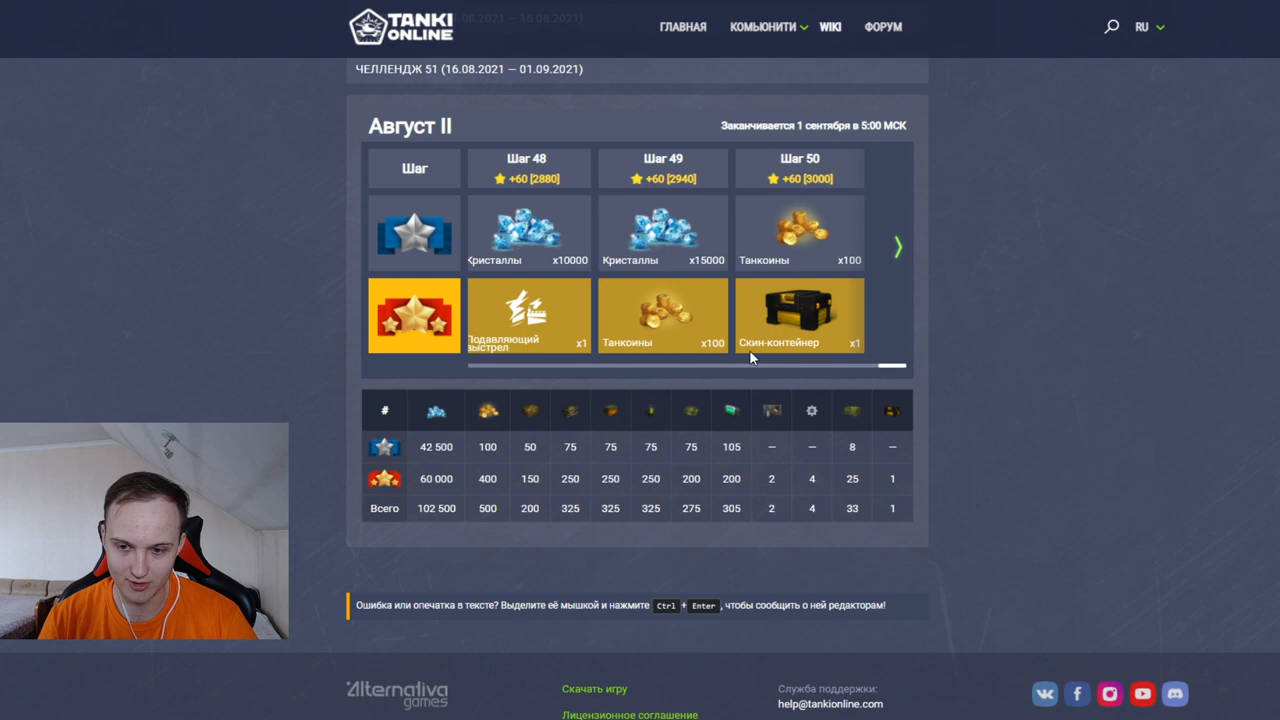 TANKI ONLINE
.08.2021 — 16.08.2021)
ГЛАВНАЯ КОМЬЮНИТИ WIKI ФОРУМ RU
ЧЕЛЛЕНДЖ 51 (16.08.2021 — 01.09.2021)
Август II Заканчивается 1 сентября в 5:00 МСК
Шаг Шаг 48 Шаг 49 Шаг 50
+60 [2880] +60 [2940] +60 [3000]
Кристаллы x10000 Кристаллы x15000 Танкоины x100
Подавляющий
выстрел x1 Танкоины x100 Скин-контейнер x1
#
42 500 100 50 75 75 75 75 105 — — 8 —
60 000 400 150 250 250 250 200 200 2 4 25 1
Всего 102 500 500 200 325 325 325 275 305 2 4 33 1
Ошибка или опечатка в тексте? Выделите её мышкой и нажмите Ctrl + Enter, чтобы сообщить о ней редакторам!
Alternativa games
Скачать игру
Лицензионное соглашение
Служба поддержки:
help@tankionline.com